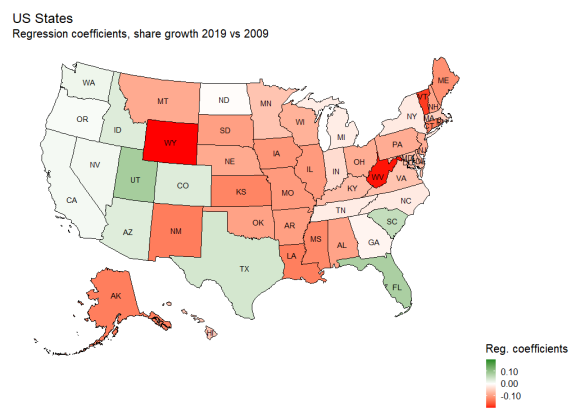 US States
Regression coefficients, share growth 2019 vs 2009
WA
MT
ND
MN
ME
VT
NH
OR
ID
SD
WI
NY
MA
CT
WY
MI
NV
NE
IA
PA
UT
CO
IL
IN
OH
WV
VA
CA
KS
MO
KY
AZ
NM
OK
AR
TN
NC
SC
TX
LA
MS
AL
GA
FL
AK
HI
Reg. coefficients
0.10
0.00
-0.10